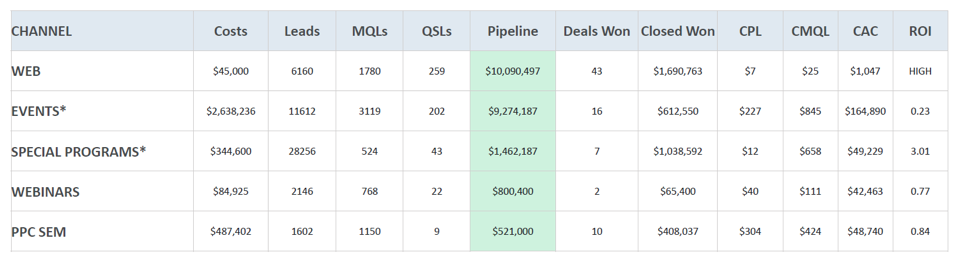 CHANNEL Costs Leads MQLs QSLs Pipeline Deals Won Closed Won CPL CMQL CAC ROI
WEB $45,000 6160 1780 259 $10,090,497 43 $1,690,763 $7 $25 $1,047 HIGH
EVENTS* $2,638,236 11612 3119 202 $9,274,187 16 $612,550 $227 $845 $164,890 0.23
SPECIAL PROGRAMS* $344,600 28256 524 43 $1,462,187 7 $1,038,592 $12 $658 $49,229 3.01
WEBINARS $84,925 2146 768 22 $800,400 2 $65,400 $40 $111 $42,463 0.77
PPC SEM $487,402 1602 1150 9 $521,000 10 $408,037 $304 $424 $48,740 0.84